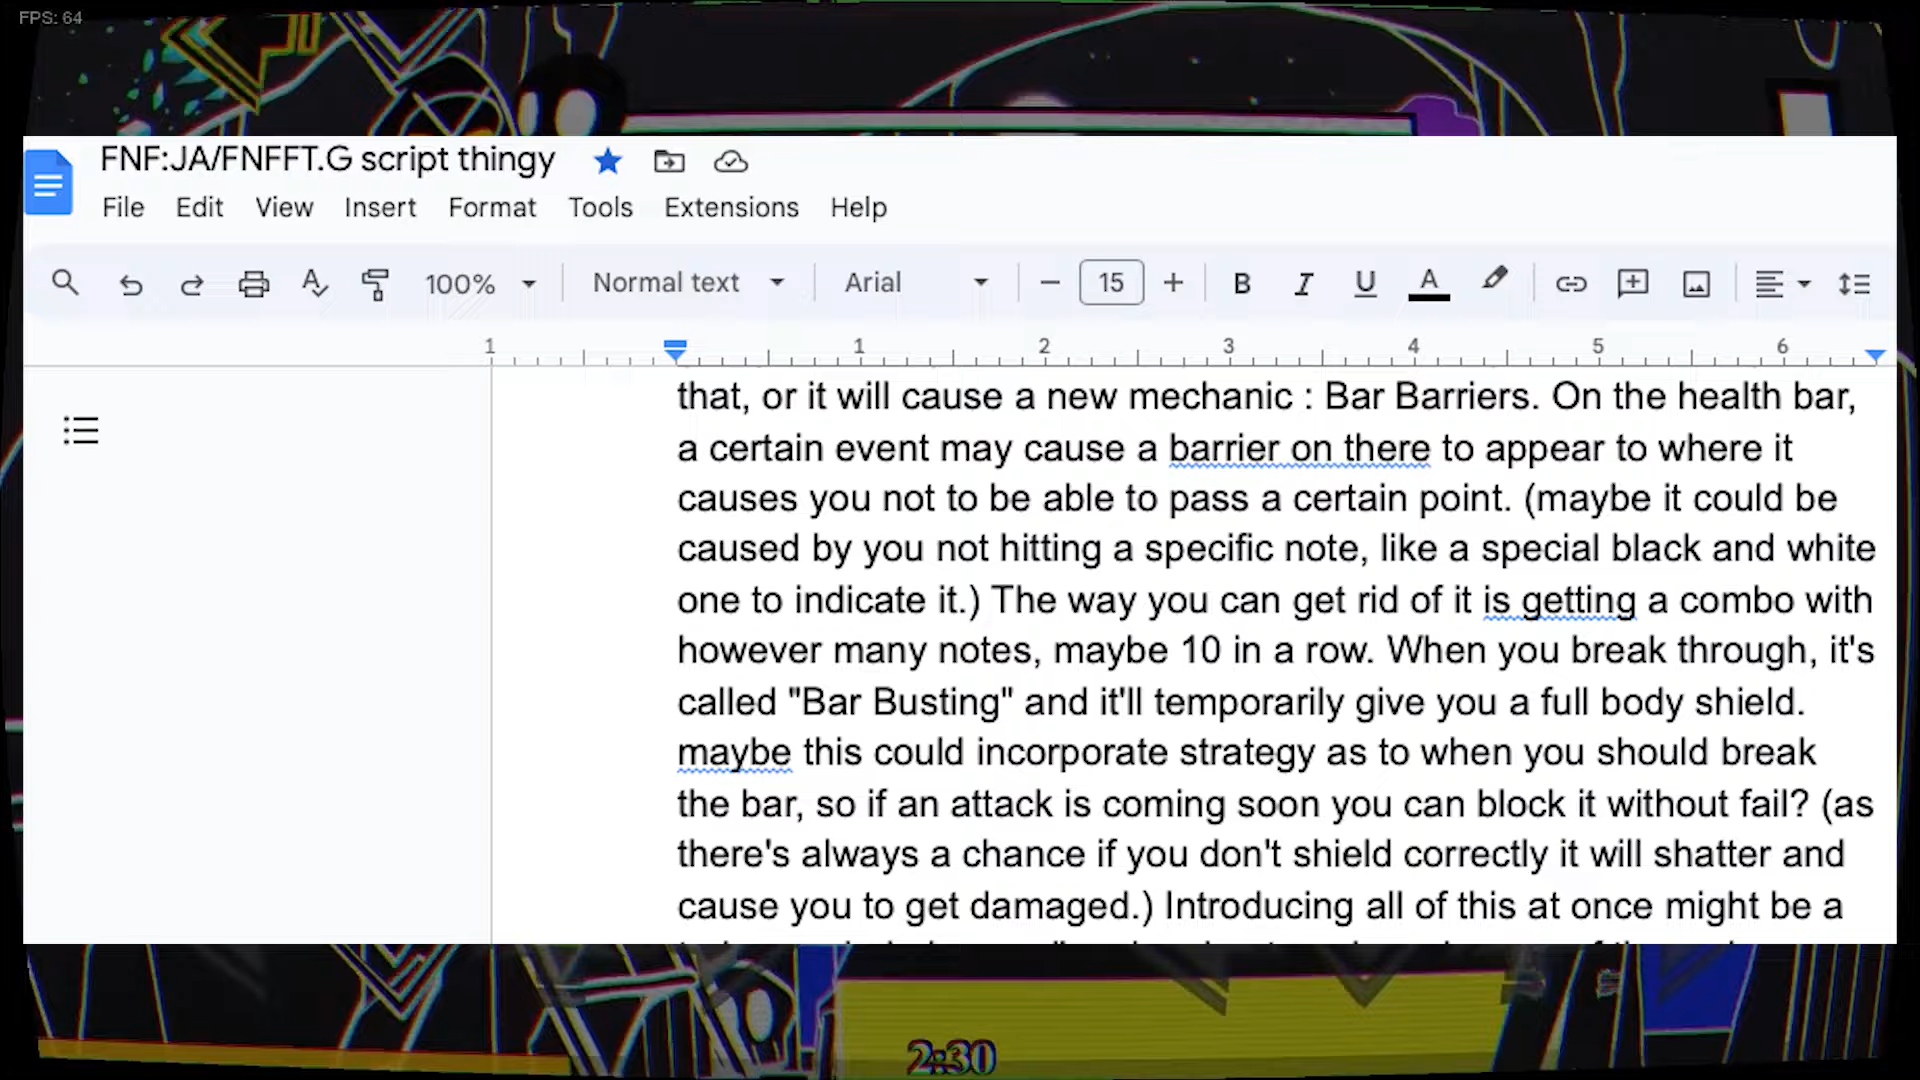 FPS: 64
FNF:JA/FNFFT.G script thingy
File Edit View Insert Format Tools Extensions Help
100% Normal text Arial 15 B I U A
1 1 2 3 4 5 6
that, or it will cause a new mechanic : Bar Barriers. On the health bar,
a certain event may cause a barrier on there to appear to where it
causes you not to be able to pass a certain point. (maybe it could be
caused by you not hitting a specific note, like a special black and white
one to indicate it.) The way you can get rid of it is getting a combo with
however many notes, maybe 10 in a row. When you break through, it's
called "Bar Busting" and it'll temporarily give you a full body shield.
maybe this could incorporate strategy as to when you should break
the bar, so if an attack is coming soon you can block it without fail? (as
there's always a chance if you don't shield correctly it will shatter and
cause you to get damaged.) Introducing all of this at once might be a
2:30